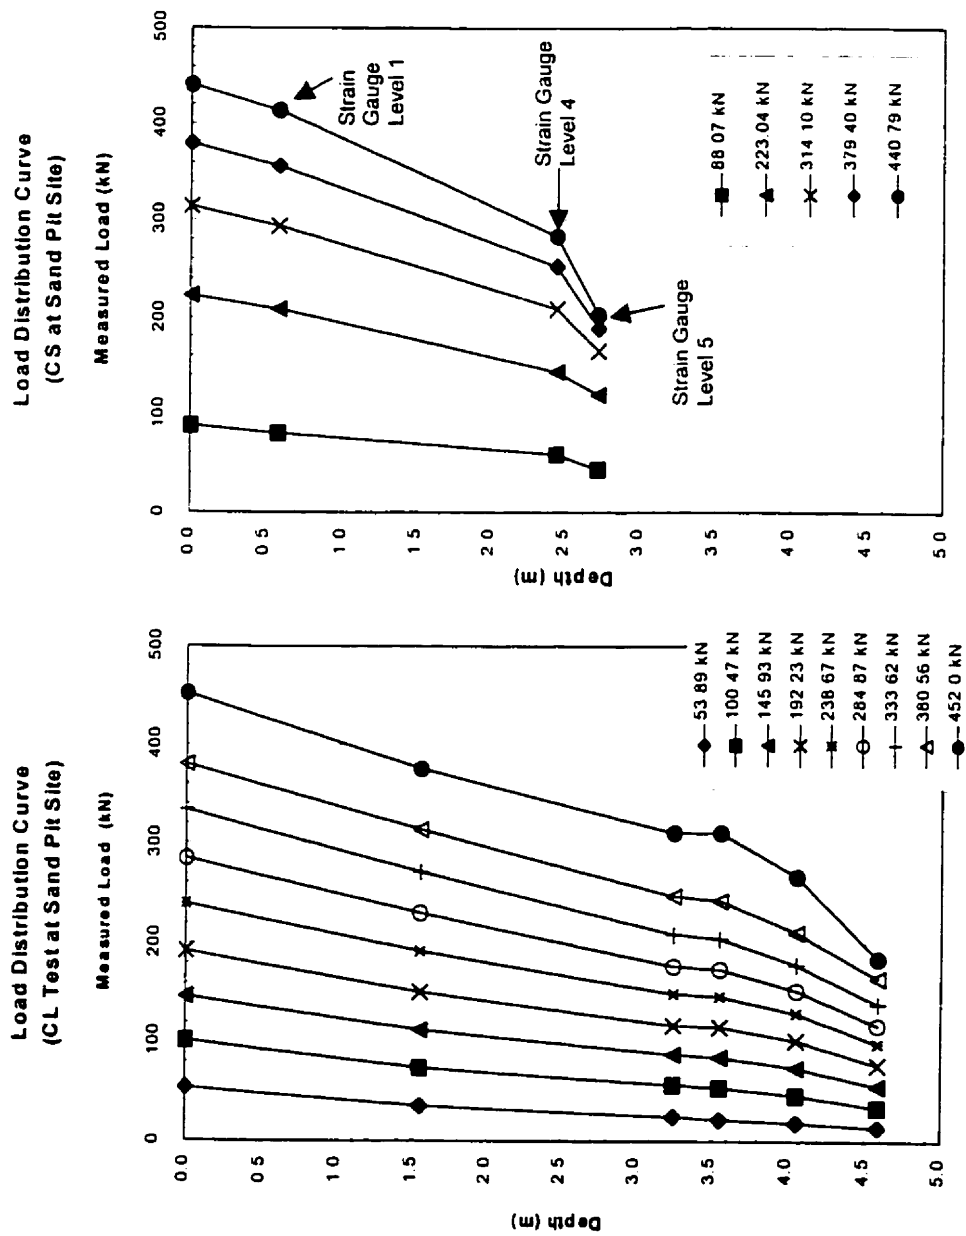 Load Distribution Curve
(CL Test at Sand Pit Site)
Measured Load (kN)
0
100
200
300
400
500
Depth (m)
0 0
0 5
1 0
1 5
2 0
2 5
3 0
3.5
4.0
4.5
5.0
53 89 kN
100 47 kN
145 93 kN
192 23 kN
238 67 kN
284 87 kN
333 62 kN
380 56 kN
452 0 kN
Load Distribution Curve
(CS at Sand Pit Site)
Measured Load (kN)
0
100
200
300
400
500
Depth (m)
0 0
0 5
1 0
1 5
2 0
2 5
3 0
3 5
4 0
4 5
5 0
Strain
Gauge
Level 1
Strain Gauge
Level 4
Strain Gauge
Level 5
88 07 kN
223.04 kN
314 10 kN
379 40 kN
440 79 kN